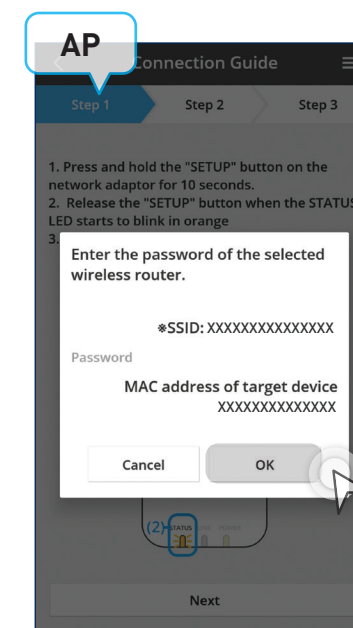 AP
Connection Guide
Step 1 Step 2 Step 3
1. Press and hold the "SETUP" button on the
network adaptor for 10 seconds.
2. Release the "SETUP" button when the STATUS
LED starts to blink in orange
3.
Enter the password of the selected
wireless router.
※SSID: XXXXXXXXXXXXXXX
Password
MAC address of target device
XXXXXXXXXXXXXX
Cancel OK
(2) STATUS POWER
Next